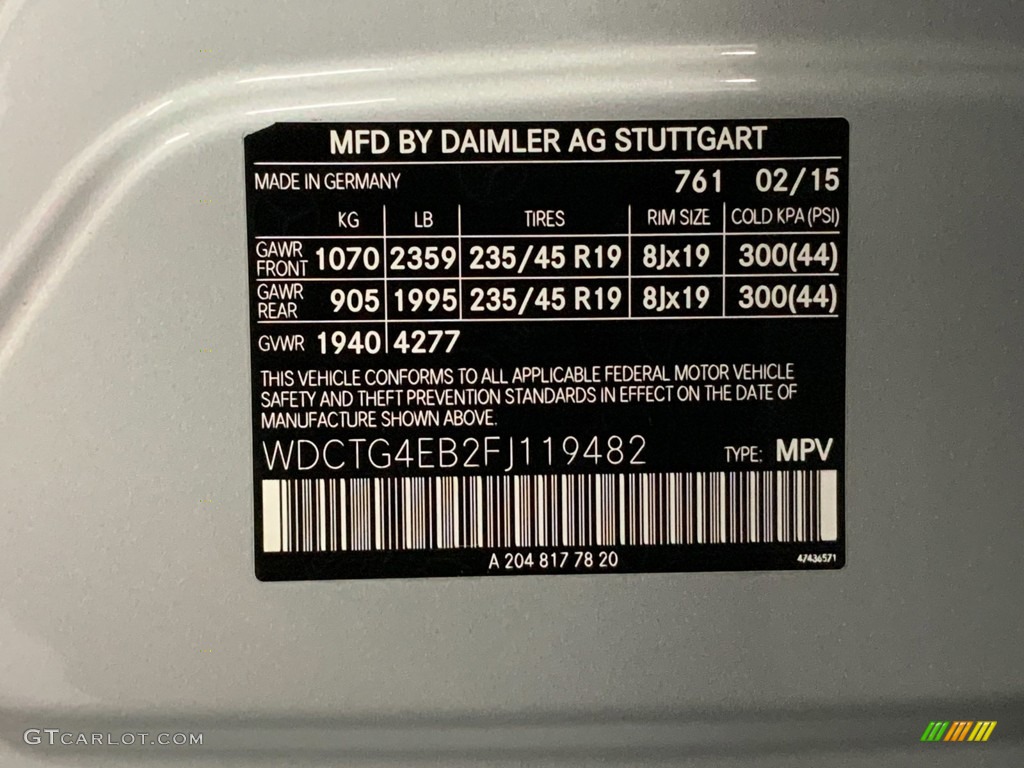 MFD BY DAIMLER AG STUTTGART
MADE IN GERMANY 761 02/15
KG LB TIRES RIM SIZE COLD KPA (PSI)
GAWR FRONT 1070 2359 235/45 R19 8Jx19 300(44)
GAWR REAR 905 1995 235/45 R19 8Jx19 300(44)
GVWR 1940 4277
THIS VEHICLE CONFORMS TO ALL APPLICABLE FEDERAL MOTOR VEHICLE
SAFETY AND THEFT PREVENTION STANDARDS IN EFFECT ON THE DATE OF
MANUFACTURE SHOWN ABOVE.
WDCTG4EB2FJ119482 TYPE: MPV
A 204 817 78 20 47436571
GTCARLOT.COM